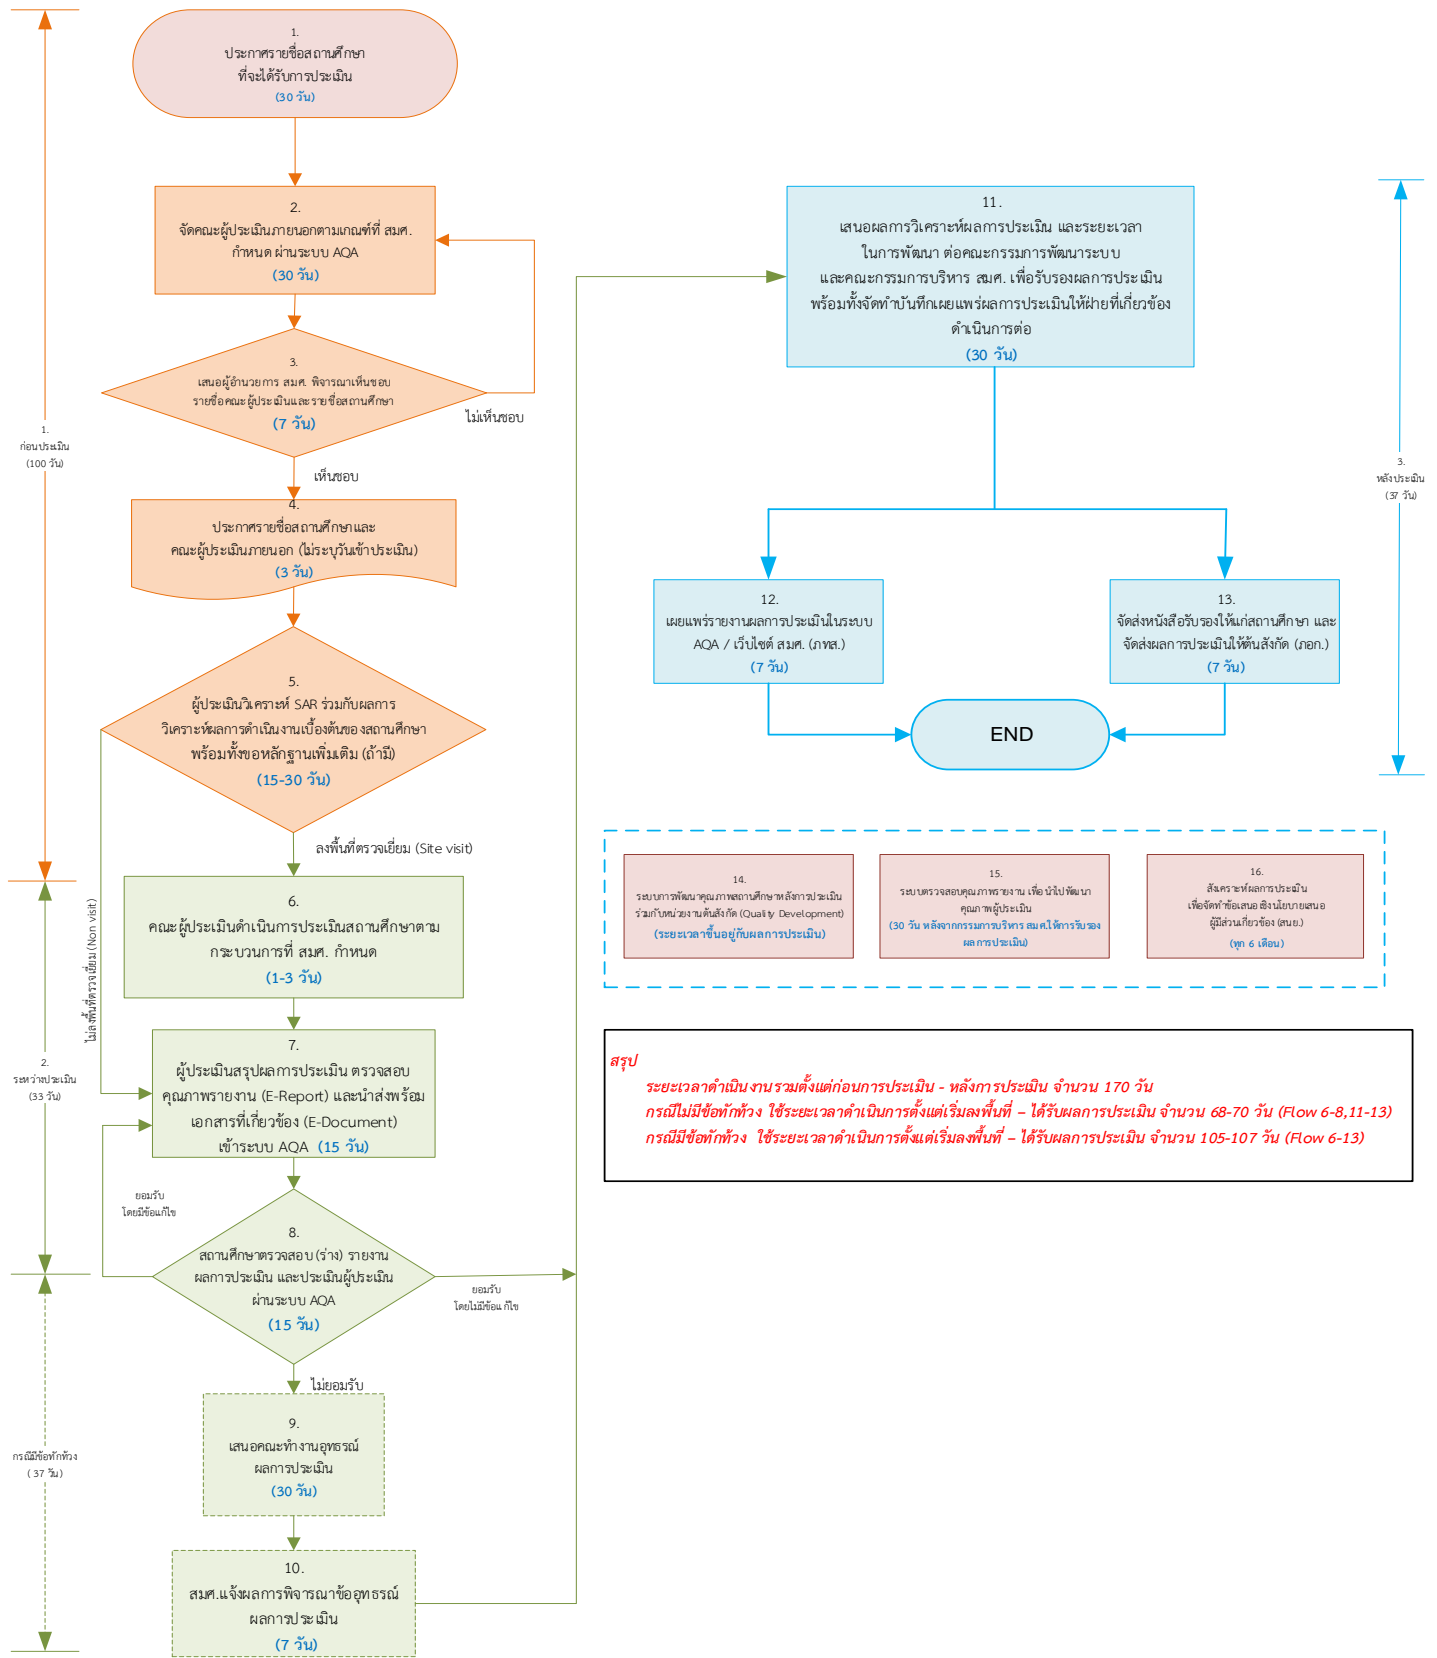 1.
ประกาศรายชื่อสถานศึกษา
ที่จะได้รับการประเมิน
(30 วัน)
2.
จัดคณะผู้ประเมินภายนอกตามเกณฑ์ที่ สมศ.
กำหนด ผ่านระบบ AQA
(30 วัน)
3.
เสนอผู้อำนวยการ สมศ. พิจารณาเห็นชอบ
รายชื่อคณะผู้ประเมินและรายชื่อสถานศึกษา
(7 วัน)
ไม่เห็นชอบ
เห็นชอบ
1.
ก่อนประเมิน
(100 วัน)
4.
ประกาศรายชื่อสถานศึกษาและ
คณะผู้ประเมินภายนอก (ไม่ระบุวันเข้าประเมิน)
(3 วัน)
5.
ผู้ประเมินวิเคราะห์ SAR ร่วมกับผลการ
วิเคราะห์ผลการดำเนินงานเบื้องต้นของสถานศึกษา
พร้อมทั้งขอหลักฐานเพิ่มเติม (ถ้ามี)
(15-30 วัน)
ลงพื้นที่ตรวจเยี่ยม (Site visit)
ไม่ลงพื้นที่ตรวจเยี่ยม (Non visit)
6.
คณะผู้ประเมินดำเนินการประเมินสถานศึกษาตาม
กระบวนการที่ สมศ. กำหนด
(1-3 วัน)
2.
ระหว่างประเมิน
(33 วัน)
7.
ผู้ประเมินสรุปผลการประเมิน ตรวจสอบ
คุณภาพรายงาน (E-Report) และนำส่งพร้อม
เอกสารที่เกี่ยวข้อง (E-Document)
เข้าระบบ AQA (15 วัน)
ยอมรับ
โดยมีข้อแก้ไข
8.
สถานศึกษาตรวจสอบ (ร่าง) รายงาน
ผลการประเมิน และประเมินผู้ประเมิน
ผ่านระบบ AQA
(15 วัน)
ยอมรับ
โดยไม่มีข้อแก้ไข
ไม่ยอมรับ
9.
เสนอคณะทำงานอุทธรณ์
ผลการประเมิน
(30 วัน)
กรณีมีข้อทักท้วง
( 37 วัน)
10.
สมศ.แจ้งผลการพิจารณาข้ออุทธรณ์
ผลการประเมิน
(7 วัน)
11.
เสนอผลการวิเคราะห์ผลการประเมิน และระยะเวลา
ในการพัฒนา ต่อคณะกรรมการพัฒนาระบบ
และคณะกรรมการบริหาร สมศ. เพื่อรับรองผลการประเมิน
พร้อมทั้งจัดทำบันทึกเผยแพร่ผลการประเมินให้ฝ่ายที่เกี่ยวข้อง
ดำเนินการต่อ
(30 วัน)
3.
หลังประเมิน
(37 วัน)
12.
เผยแพร่รายงานผลการประเมินในระบบ
AQA / เว็บไซต์ สมศ. (ภทส.)
(7 วัน)
13.
จัดส่งหนังสือรับรองให้แก่สถานศึกษา และ
จัดส่งผลการประเมินให้ต้นสังกัด (ภอก.)
(7 วัน)
END
14.
ระบบการพัฒนาคุณภาพสถานศึกษาหลังการประเมิน
ร่วมกับหน่วยงานต้นสังกัด (Quality Development)
(ระยะเวลาขึ้นอยู่กับผลการประเมิน)
15.
ระบบตรวจสอบคุณภาพรายงาน เพื่อนำไปพัฒนา
คุณภาพผู้ประเมิน
(30 วัน หลังจากกรรมการบริหาร สมศ.ให้การรับรอง
ผลการประเมิน)
16.
สังเคราะห์ผลการประเมิน
เพื่อจัดทำข้อเสนอเชิงนโยบายเสนอ
ผู้มีส่วนเกี่ยวข้อง (สนย.)
(ทุก 6 เดือน)
สรุป
ระยะเวลาดำเนินงานรวมตั้งแต่ก่อนการประเมิน - หลังการประเมิน จำนวน 170 วัน
กรณีไม่มีข้อทักท้วง ใช้ระยะเวลาดำเนินการตั้งแต่เริ่มลงพื้นที่ – ได้รับผลการประเมิน จำนวน 68-70 วัน (Flow 6-8,11-13)
กรณีมีข้อทักท้วง ใช้ระยะเวลาดำเนินการตั้งแต่เริ่มลงพื้นที่ – ได้รับผลการประเมิน จำนวน 105-107 วัน (Flow 6-13)